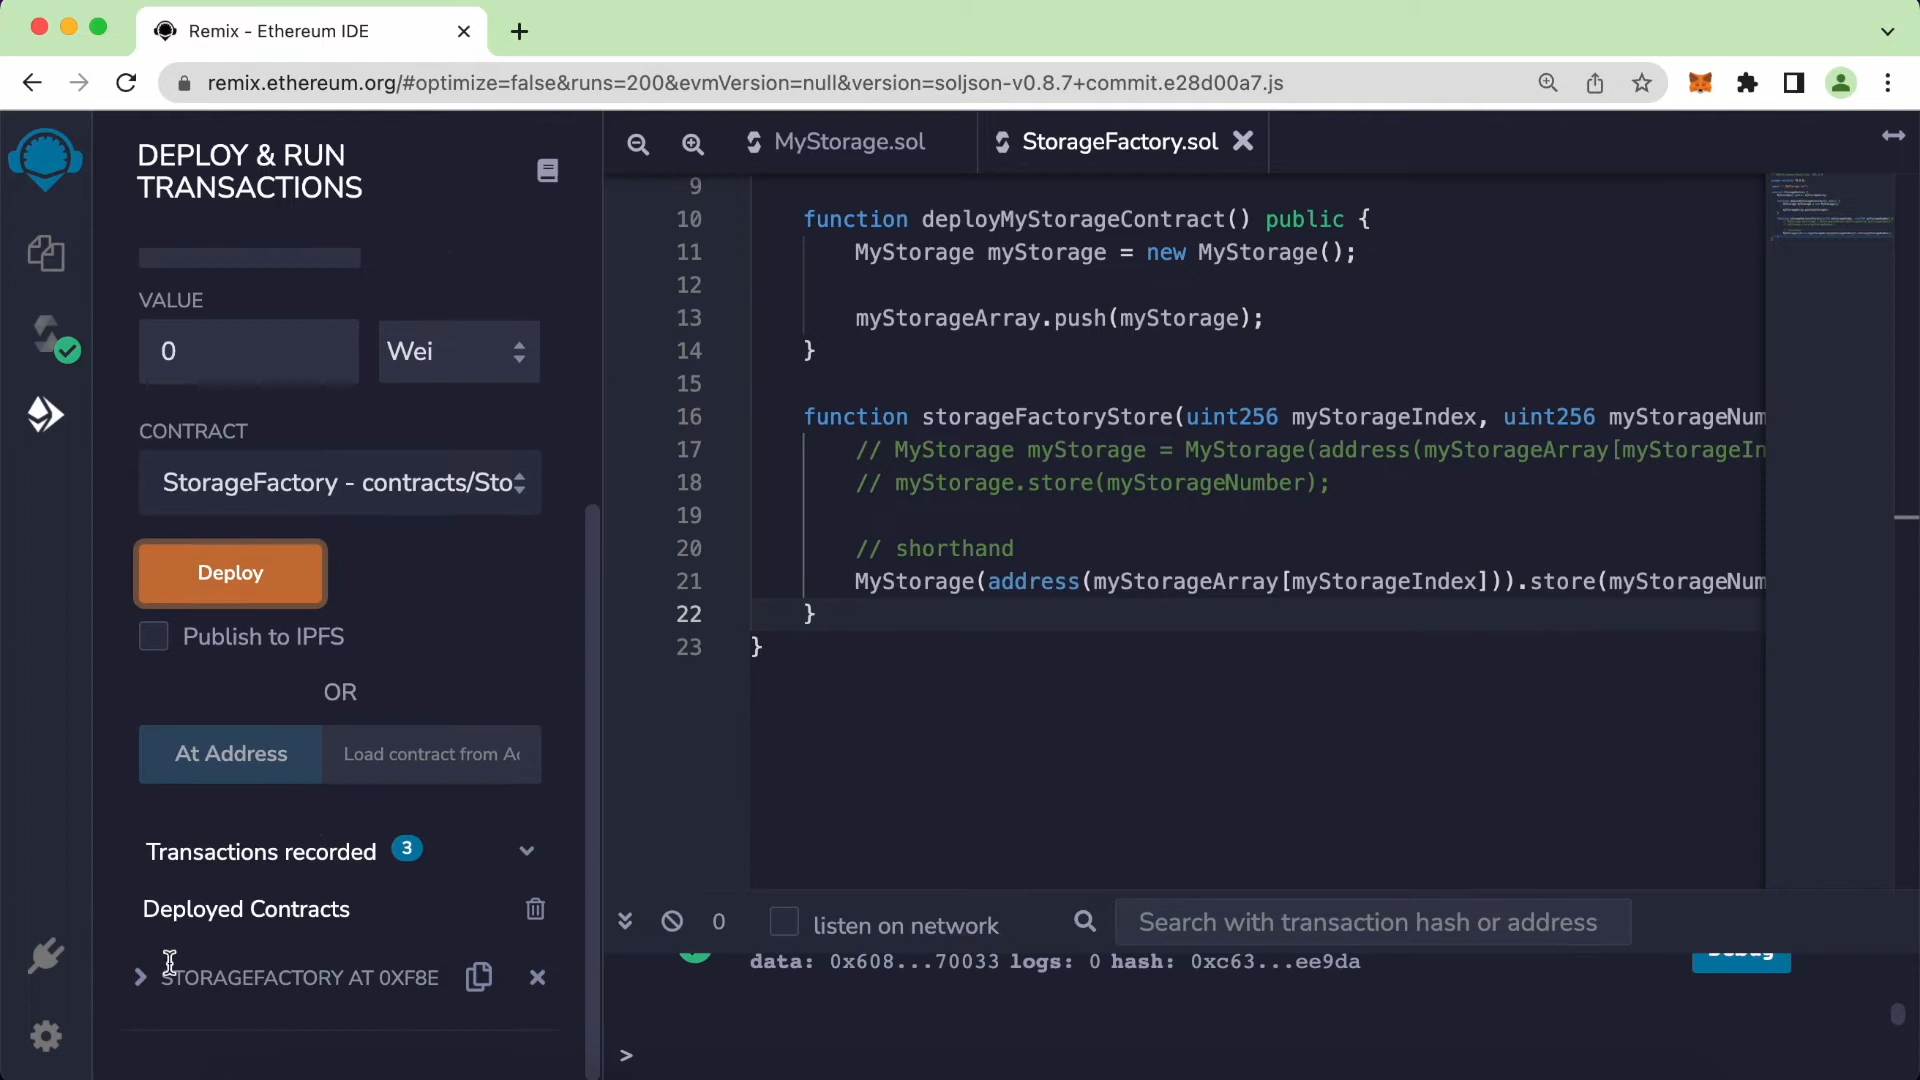 Remix - Ethereum IDE
remix.ethereum.org/#optimize=false&runs=200&evmVersion=null&version=soljson-v0.8.7+commit.e28d00a7.js
DEPLOY & RUN
TRANSACTIONS
VALUE
0
Wei
CONTRACT
StorageFactory - contracts/Sto
Deploy
Publish to IPFS
OR
At Address
Load contract from Ac
Transactions recorded 3
Deployed Contracts
STORAGEFACTORY AT 0XF8E
MyStorage.sol
StorageFactory.sol
9
10 function deployMyStorageContract() public {
11 MyStorage myStorage = new MyStorage();
12
13 myStorageArray.push(myStorage);
14 }
15
16 function storageFactoryStore(uint256 myStorageIndex, uint256 myStorageNum
17 // MyStorage myStorage = MyStorage(address(myStorageArray[myStorageIn
18 // myStorage.store(myStorageNumber);
19
20 // shorthand
21 MyStorage(address(myStorageArray[myStorageIndex])).store(myStorageNum
22 }
23 }
0
listen on network
Search with transaction hash or address
data: 0x608...70033 logs: 0 hash: 0xc63...ee9da
Debug
>